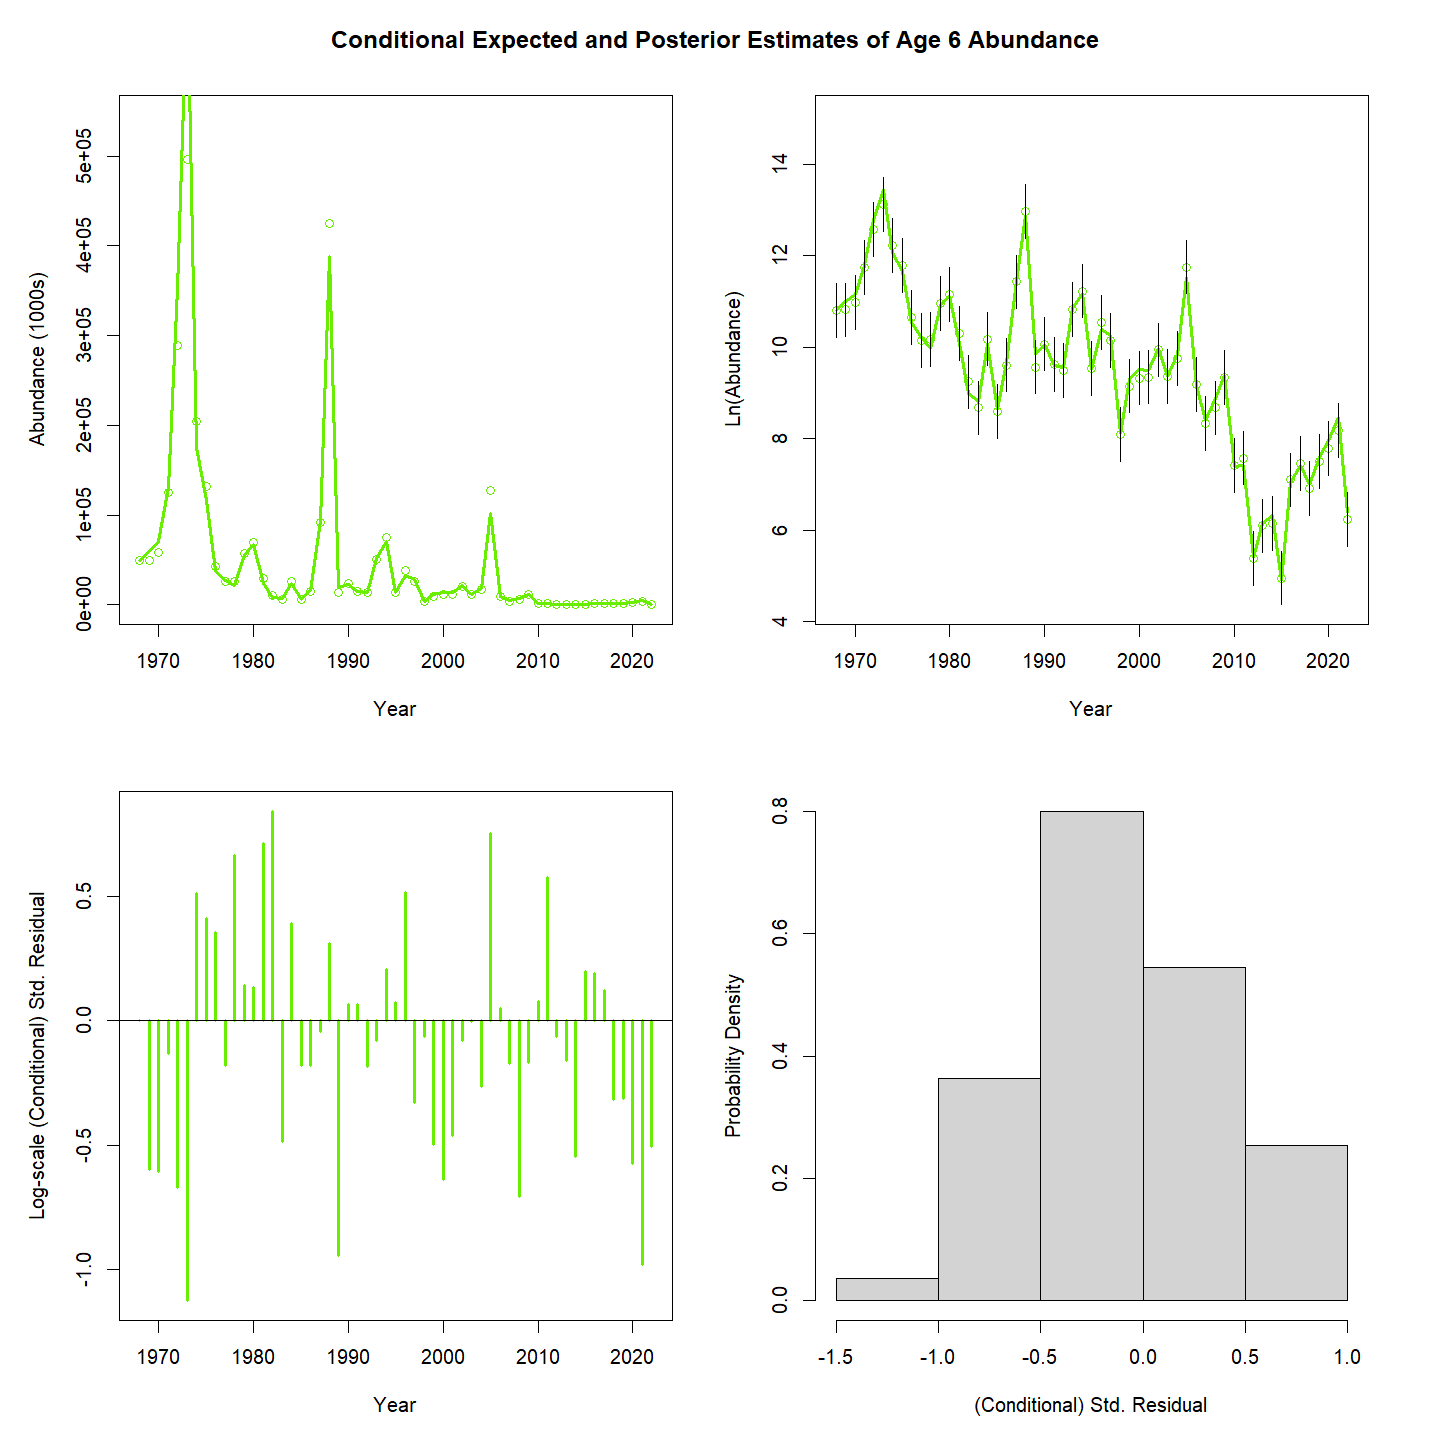 Conditional Expected and Posterior Estimates of Age 6 Abundance
Abundance (1000s)
5e+05
4e+05
3e+05
2e+05
1e+05
0e+00
1970 1980 1990 2000 2010 2020
Year
Ln(Abundance)
14
12
10
8
6
4
1970 1980 1990 2000 2010 2020
Year
Log-scale (Conditional) Std. Residual
0.5
0.0
-0.5
-1.0
1970 1980 1990 2000 2010 2020
Year
Probability Density
0.8
0.6
0.4
0.2
0.0
-1.5 -1.0 -0.5 0.0 0.5 1.0
(Conditional) Std. Residual